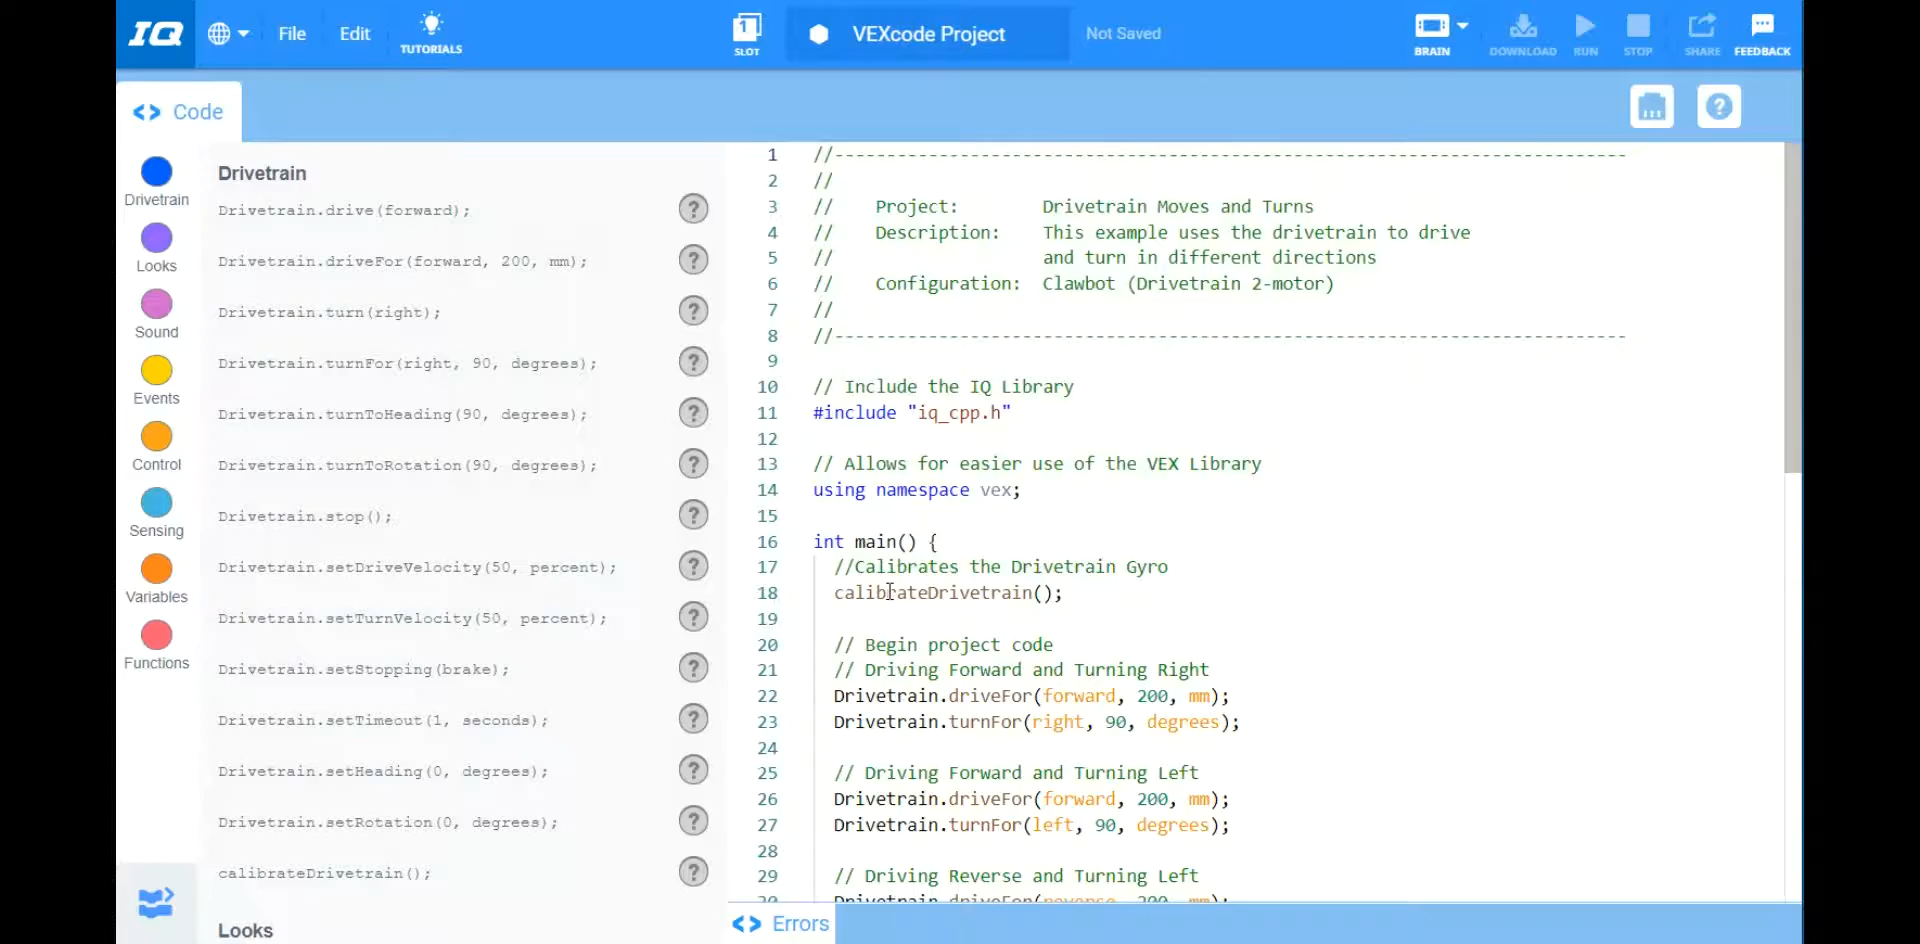 IQ
File
Edit
TUTORIALS
1
SLOT
VEXcode Project
Not Saved
BRAIN
DOWNLOAD
RUN
STOP
SHARE
FEEDBACK
<> Code
Drivetrain
Looks
Sound
Events
Control
Sensing
Variables
Functions
Drivetrain
Drivetrain.drive(forward); ?
Drivetrain.driveFor(forward, 200, mm); ?
Drivetrain.turn(right); ?
Drivetrain.turnFor(right, 90, degrees); ?
Drivetrain.turnToHeading(90, degrees); ?
Drivetrain.turnToRotation(90, degrees); ?
Drivetrain.stop(); ?
Drivetrain.setDriveVelocity(50, percent); ?
Drivetrain.setTurnVelocity(50, percent); ?
Drivetrain.setStopping(brake); ?
Drivetrain.setTimeout(1, seconds); ?
Drivetrain.setHeading(0, degrees); ?
Drivetrain.setRotation(0, degrees); ?
calibrateDrivetrain(); ?
Looks
1 //----------------------------------------------------------------------------
2 //
3 // Project: Drivetrain Moves and Turns
4 // Description: This example uses the drivetrain to drive
5 // and turn in different directions
6 // Configuration: Clawbot (Drivetrain 2-motor)
7 //
8 //----------------------------------------------------------------------------
9
10 // Include the IQ Library
11 #include "iq_cpp.h"
12
13 // Allows for easier use of the VEX Library
14 using namespace vex;
15
16 int main() {
17 //Calibrates the Drivetrain Gyro
18 calibrateDrivetrain();
19
20 // Begin project code
21 // Driving Forward and Turning Right
22 Drivetrain.driveFor(forward, 200, mm);
23 Drivetrain.turnFor(right, 90, degrees);
24
25 // Driving Forward and Turning Left
26 Drivetrain.driveFor(forward, 200, mm);
27 Drivetrain.turnFor(left, 90, degrees);
28
29 // Driving Reverse and Turning Left
30 Drivetrain.driveFor(reverse, 200, mm);
<> Errors